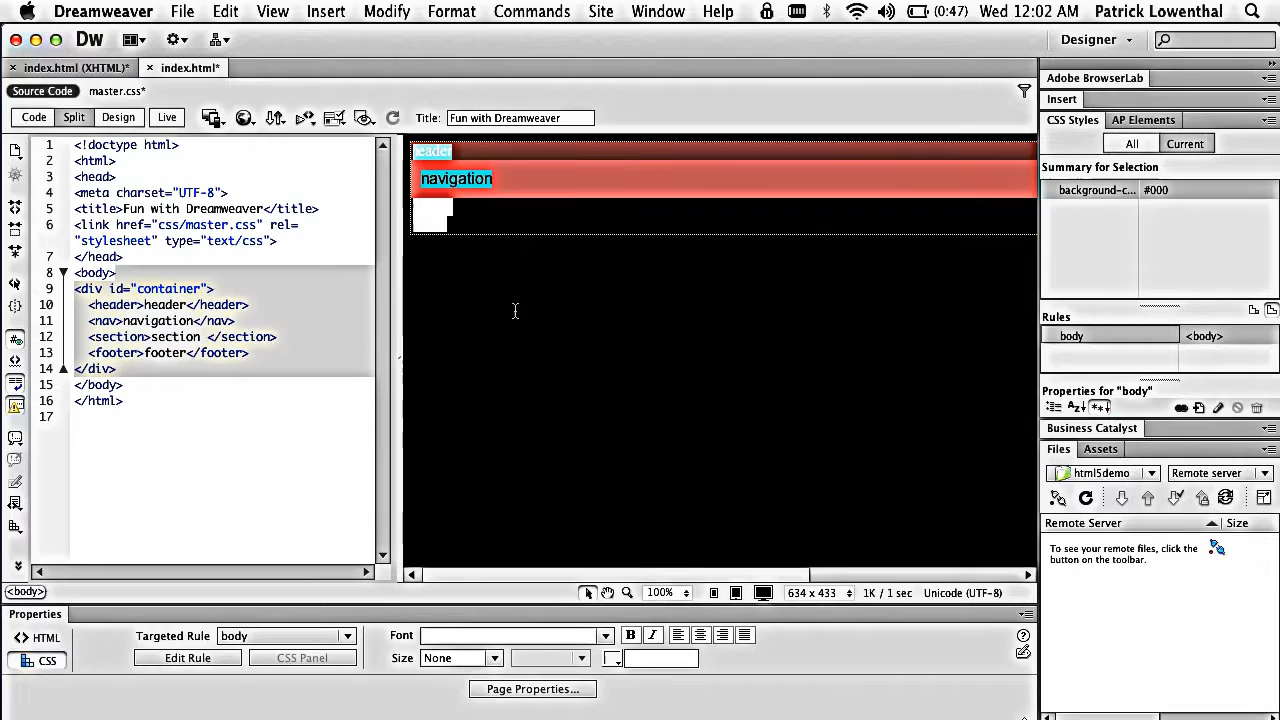 Dreamweaver File Edit View Insert Modify Format Commands Site Window Help (0:47) Wed 12:02 AM Patrick Lowenthal
Dw Designer
× index.html (XHTML)* × index.html*
Source Code master.css*
Code Split Design Live Title: Fun with Dreamweaver
1 <!doctype html>
2 <html>
3 <head>
4 <meta charset="UTF-8">
5 <title>Fun with Dreamweaver</title>
6 <link href="css/master.css" rel=
"stylesheet" type="text/css">
7 </head>
8 <body>
9 <div id="container">
10 <header>header</header>
11 <nav>navigation</nav>
12 <section>section </section>
13 <footer>footer</footer>
14 </div>
15 </body>
16 </html>
17
header
navigation
Adobe BrowserLab
Insert
CSS Styles AP Elements
All Current
Summary for Selection
background-c... #000
Rules
body <body>
Properties for "body"
Az↓ **↓
Business Catalyst
Files Assets
html5demo Remote server
Remote Server Size
To see your remote files, click the
button on the toolbar.
<body> 100% 634 x 433 1K / 1 sec Unicode (UTF-8)
Properties
<> HTML Targeted Rule body Font B I
CSS Edit Rule CSS Panel Size None
Page Properties...